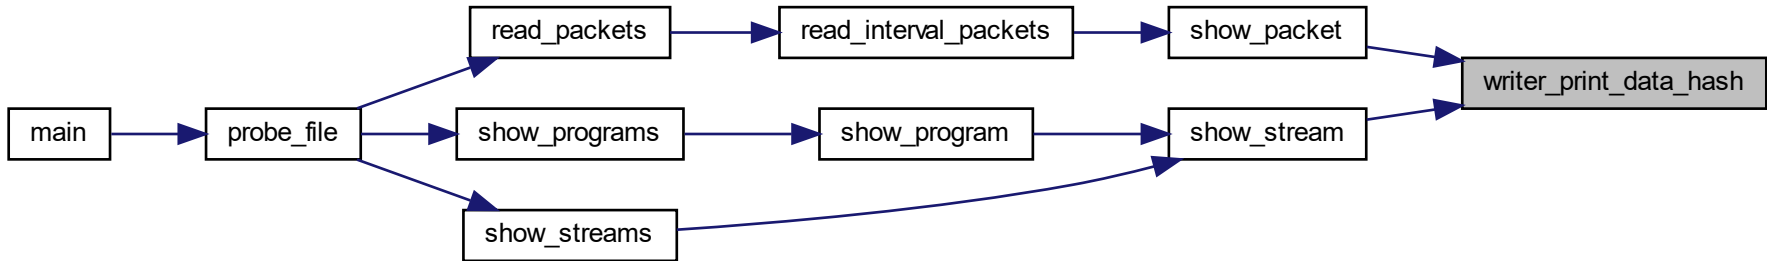 read_packets
read_interval_packets
show_packet
writer_print_data_hash
main
probe_file
show_programs
show_program
show_stream
show_streams